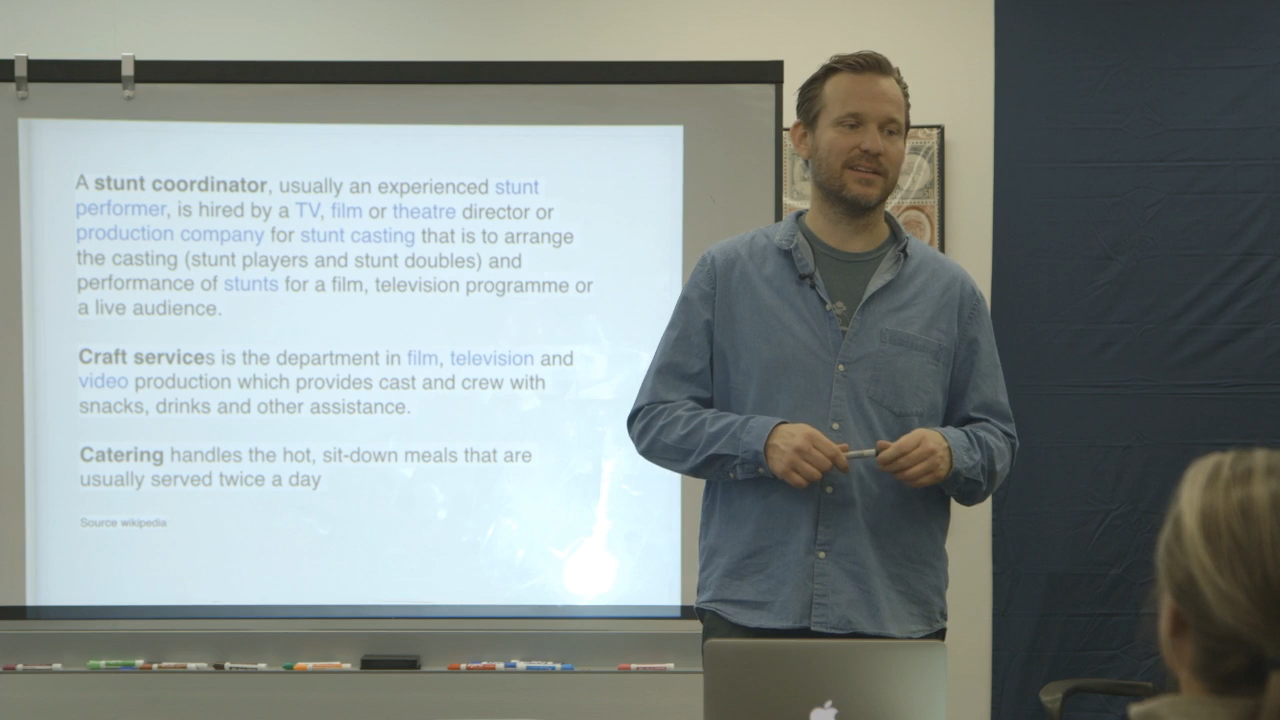 A stunt coordinator, usually an experienced stunt
performer, is hired by a TV, film or theatre director or
production company for stunt casting that is to arrange
the casting (stunt players and stunt doubles) and
performance of stunts for a film, television programme or
a live audience.
Craft services is the department in film, television and
video production which provides cast and crew with
snacks, drinks and other assistance.
Catering handles the hot, sit-down meals that are
usually served twice a day
Source wikipedia